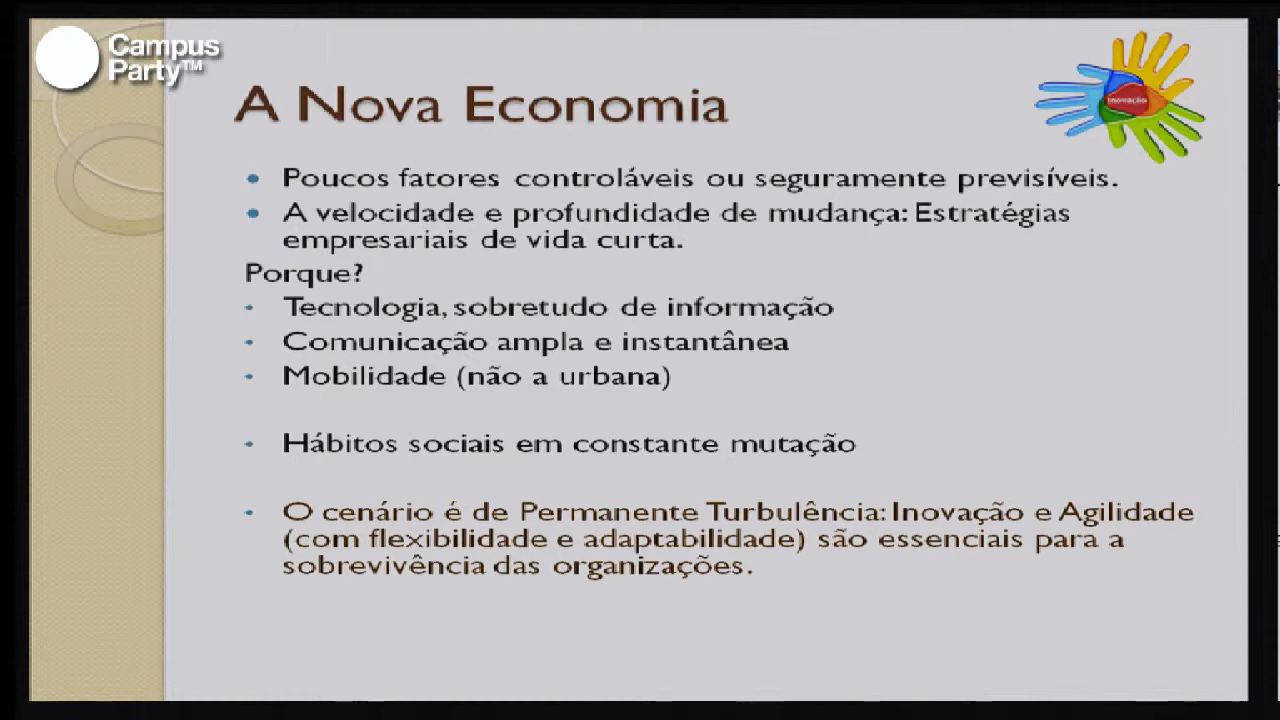 Campus
Party™
A Nova Economia
Inovação
• Poucos fatores controláveis ou seguramente previsíveis.
• A velocidade e profundidade de mudança: Estratégias
empresariais de vida curta.
Porque?
• Tecnologia, sobretudo de informação
• Comunicação ampla e instantânea
• Mobilidade (não a urbana)
• Hábitos sociais em constante mutação
• O cenário é de Permanente Turbulência: Inovação e Agilidade
(com flexibilidade e adaptabilidade) são essenciais para a
sobrevivência das organizações.